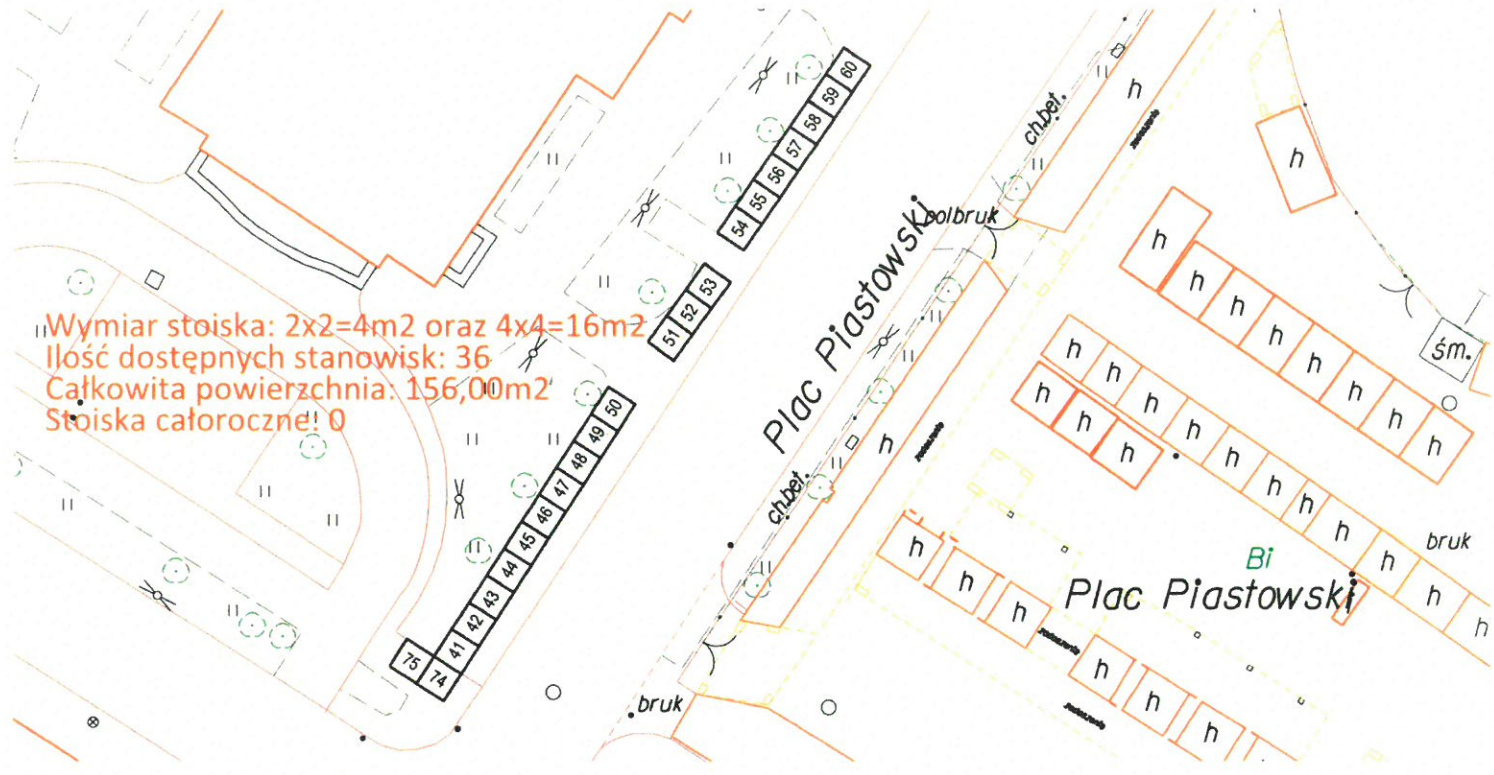 60
59
58
57
56
55
54
53
52
51
50
49
48
47
46
45
44
43
42
41
75
74
Wymiar stoiska: 2x2=4m2 oraz 4x4=16m2
Ilość dostępnych stanowisk: 36
Całkowita powierzchnia: 156,00m2
Stoiska całoroczne: 0
Plac Piastowski
polbruk
ch.bet.
ch.bet.
h
h
h
h
h
h
h
h
h
h
h
h
śm.
h
h
h
h
h
h
h
h
h
h
h
h
h
h
bruk
Bi
Plac Piastowski
h
h
h
h
h
h
bruk